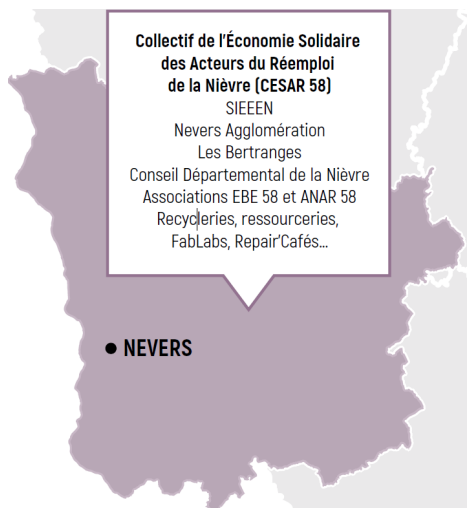 Collectif de l'Économie Solidaire
des Acteurs du Réemploi
de la Nièvre (CESAR 58)
SIEEEN
Nevers Agglomération
Les Bertranges
Conseil Départemental de la Nièvre
Associations EBE 58 et ANAR 58
Recycleries, ressourceries,
FabLabs, Repair'Cafés...
NEVERS